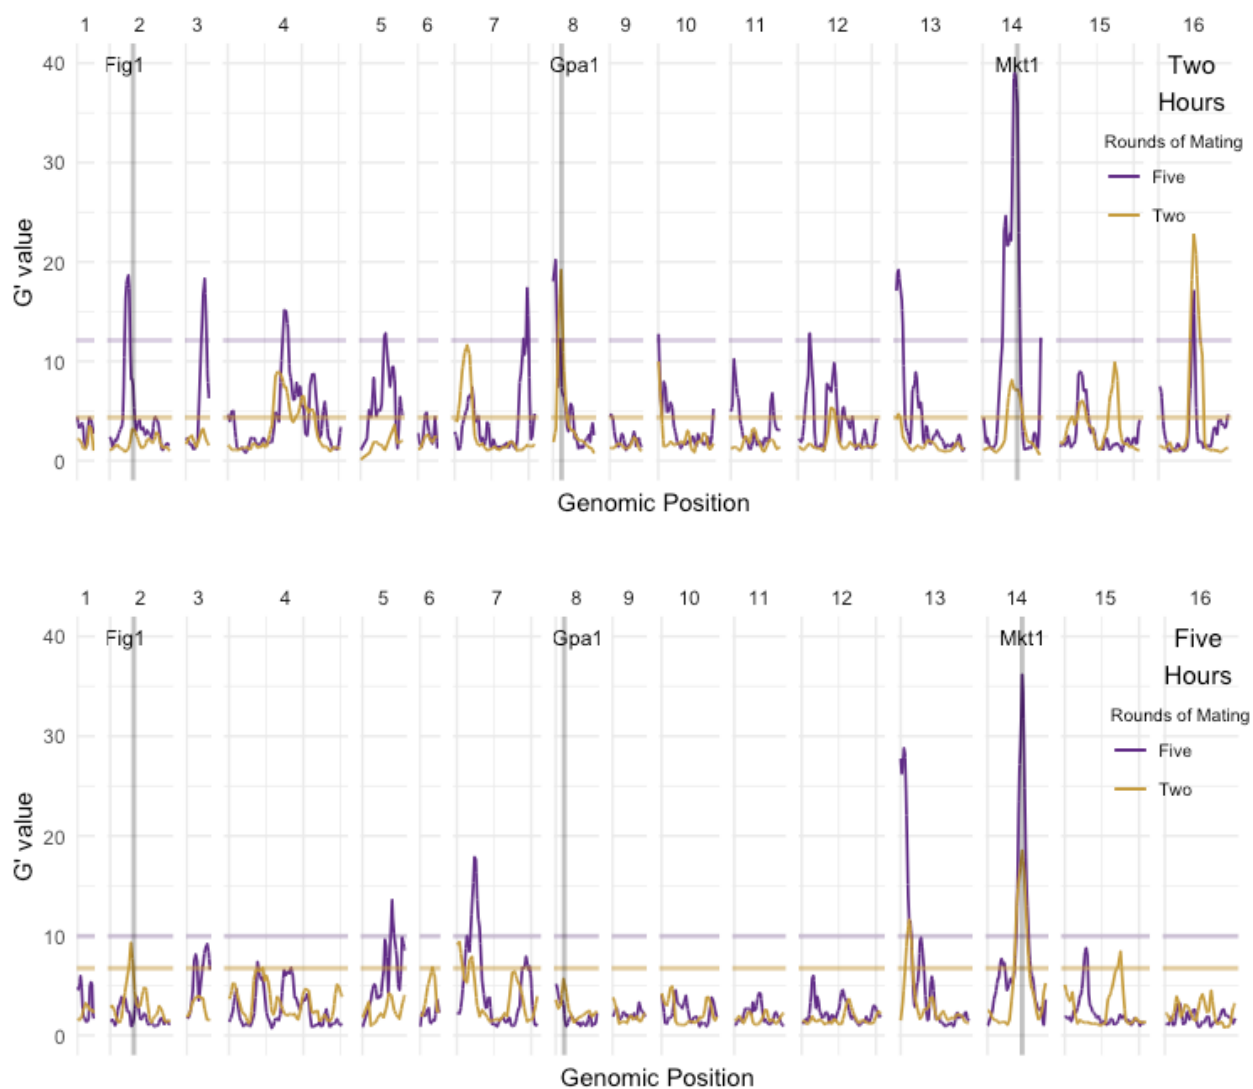 1 2 3 4 5 6 7 8 9 10 11 12 13 14 15 16
40 Fig1 Gpa1 Mkt1 Two
Hours
Rounds of Mating
30
Five
Two
G' value
20
10
0
Genomic Position
1 2 3 4 5 6 7 8 9 10 11 12 13 14 15 16
40 Fig1 Gpa1 Mkt1 Five
Hours
Rounds of Mating
30
Five
Two
G' value
20
10
0
Genomic Position